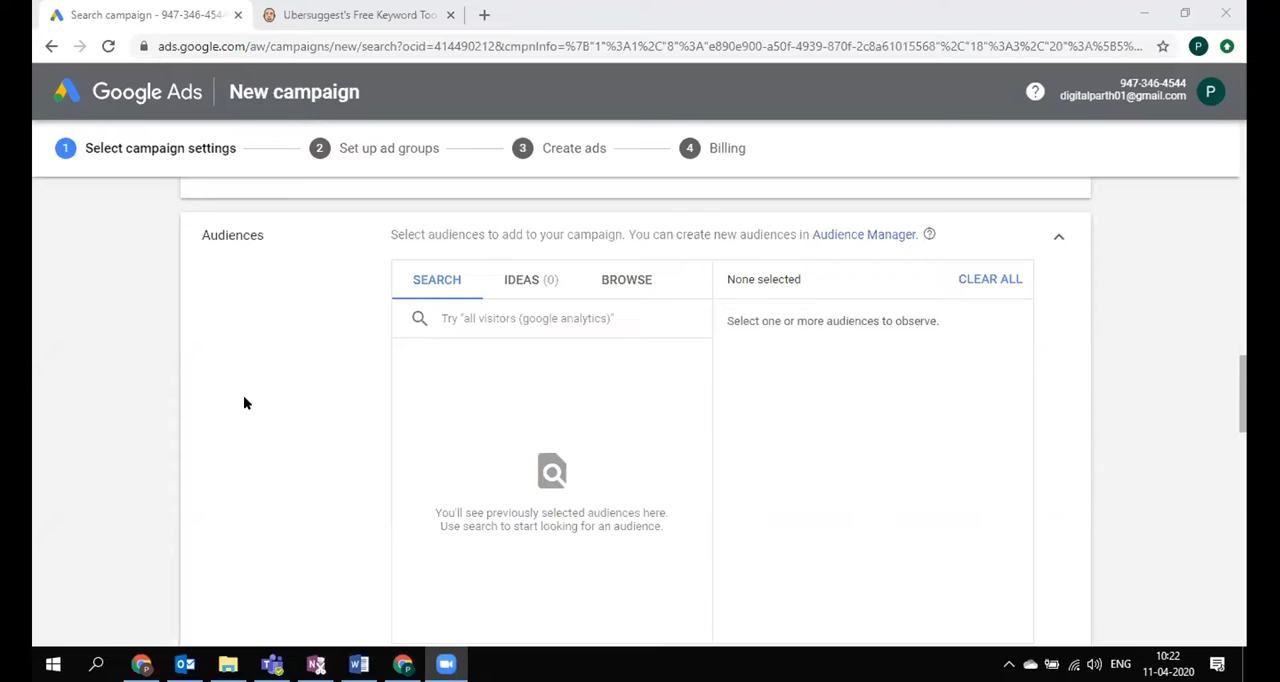 Search campaign - 947-346-454
Ubersuggest's Free Keyword Too
ads.google.com/aw/campaigns/new/search?ocid=414490212&cmpnInfo=%7B"1"%3A1%2C"8"%3A"e890e900-a50f-4939-870f-2c8a61015568"%2C"18"%3A3%2C"20"%3A%5B5%...
P
Google Ads
New campaign
?
947-346-4544
digitalparth01@gmail.com
P
1 Select campaign settings
2 Set up ad groups
3 Create ads
4 Billing
Audiences
Select audiences to add to your campaign. You can create new audiences in Audience Manager.
SEARCH
IDEAS (0)
BROWSE
None selected
CLEAR ALL
Try "all visitors (google analytics)"
Select one or more audiences to observe.
You'll see previously selected audiences here.
Use search to start looking for an audience.
ENG
10:22
11-04-2020